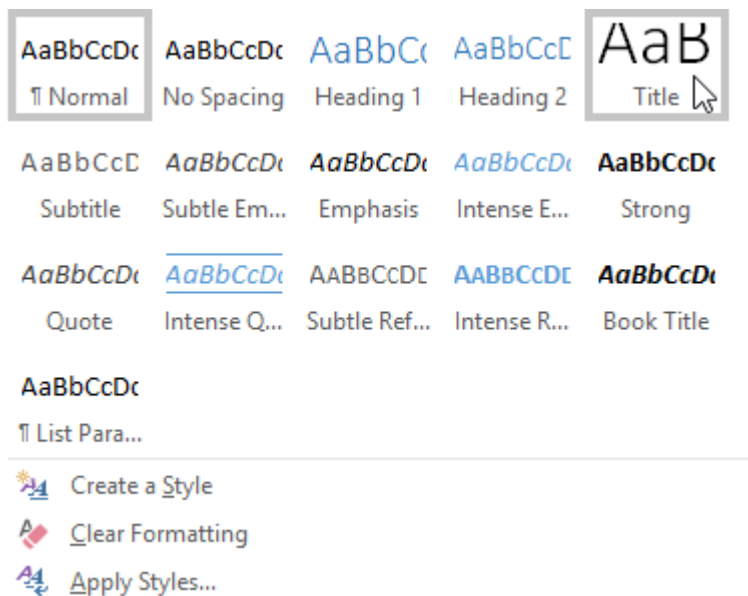 AaBbCcDc AaBbCcDc AaBbCc AaBbCcD AaB
¶ Normal No Spacing Heading 1 Heading 2 Title
AaBbCcD AaBbCcDc AaBbCcDc AaBbCcDc AaBbCcDc
Subtitle Subtle Em... Emphasis Intense E... Strong
AaBbCcDc AaBbCcDc AABBCCDD AABBCCDD AaBbCcDc
Quote Intense Q... Subtle Ref... Intense R... Book Title
AaBbCcDc
¶ List Para...
Create a Style
Clear Formatting
Apply Styles...